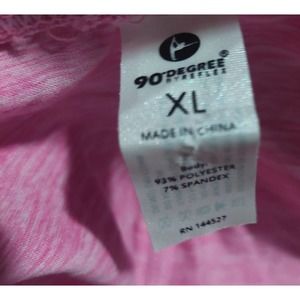 90°DEGREE®
BY REFLEX
XL
MADE IN CHINA
Body:
93% POLYESTER
7% SPANDEX
RN 144527